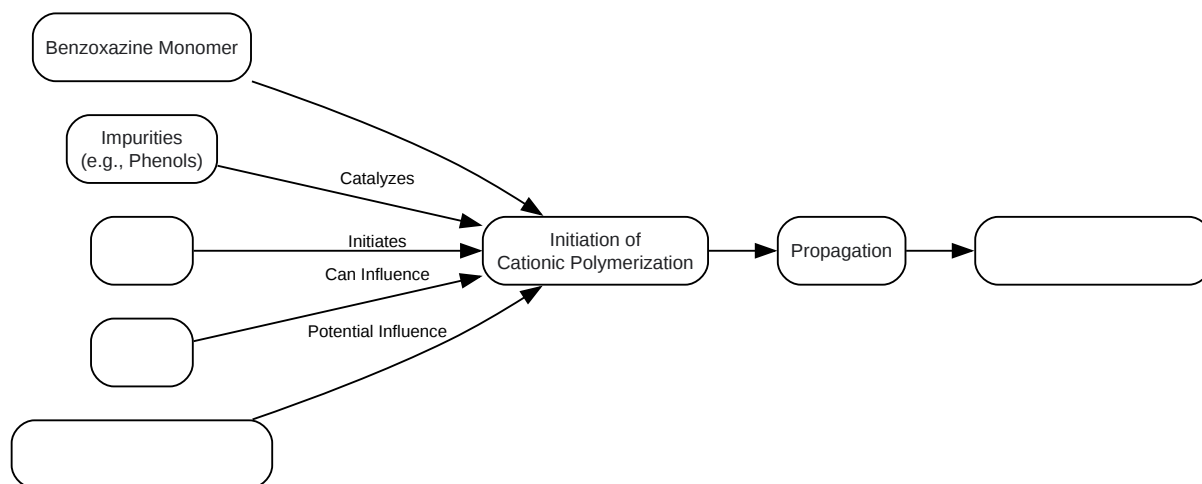 Benzoxazine Monomer
Impurities
(e.g., Phenols)
Catalyzes
Initiates
Can Influence
Potential Influence
Initiation of
Cationic Polymerization
Propagation